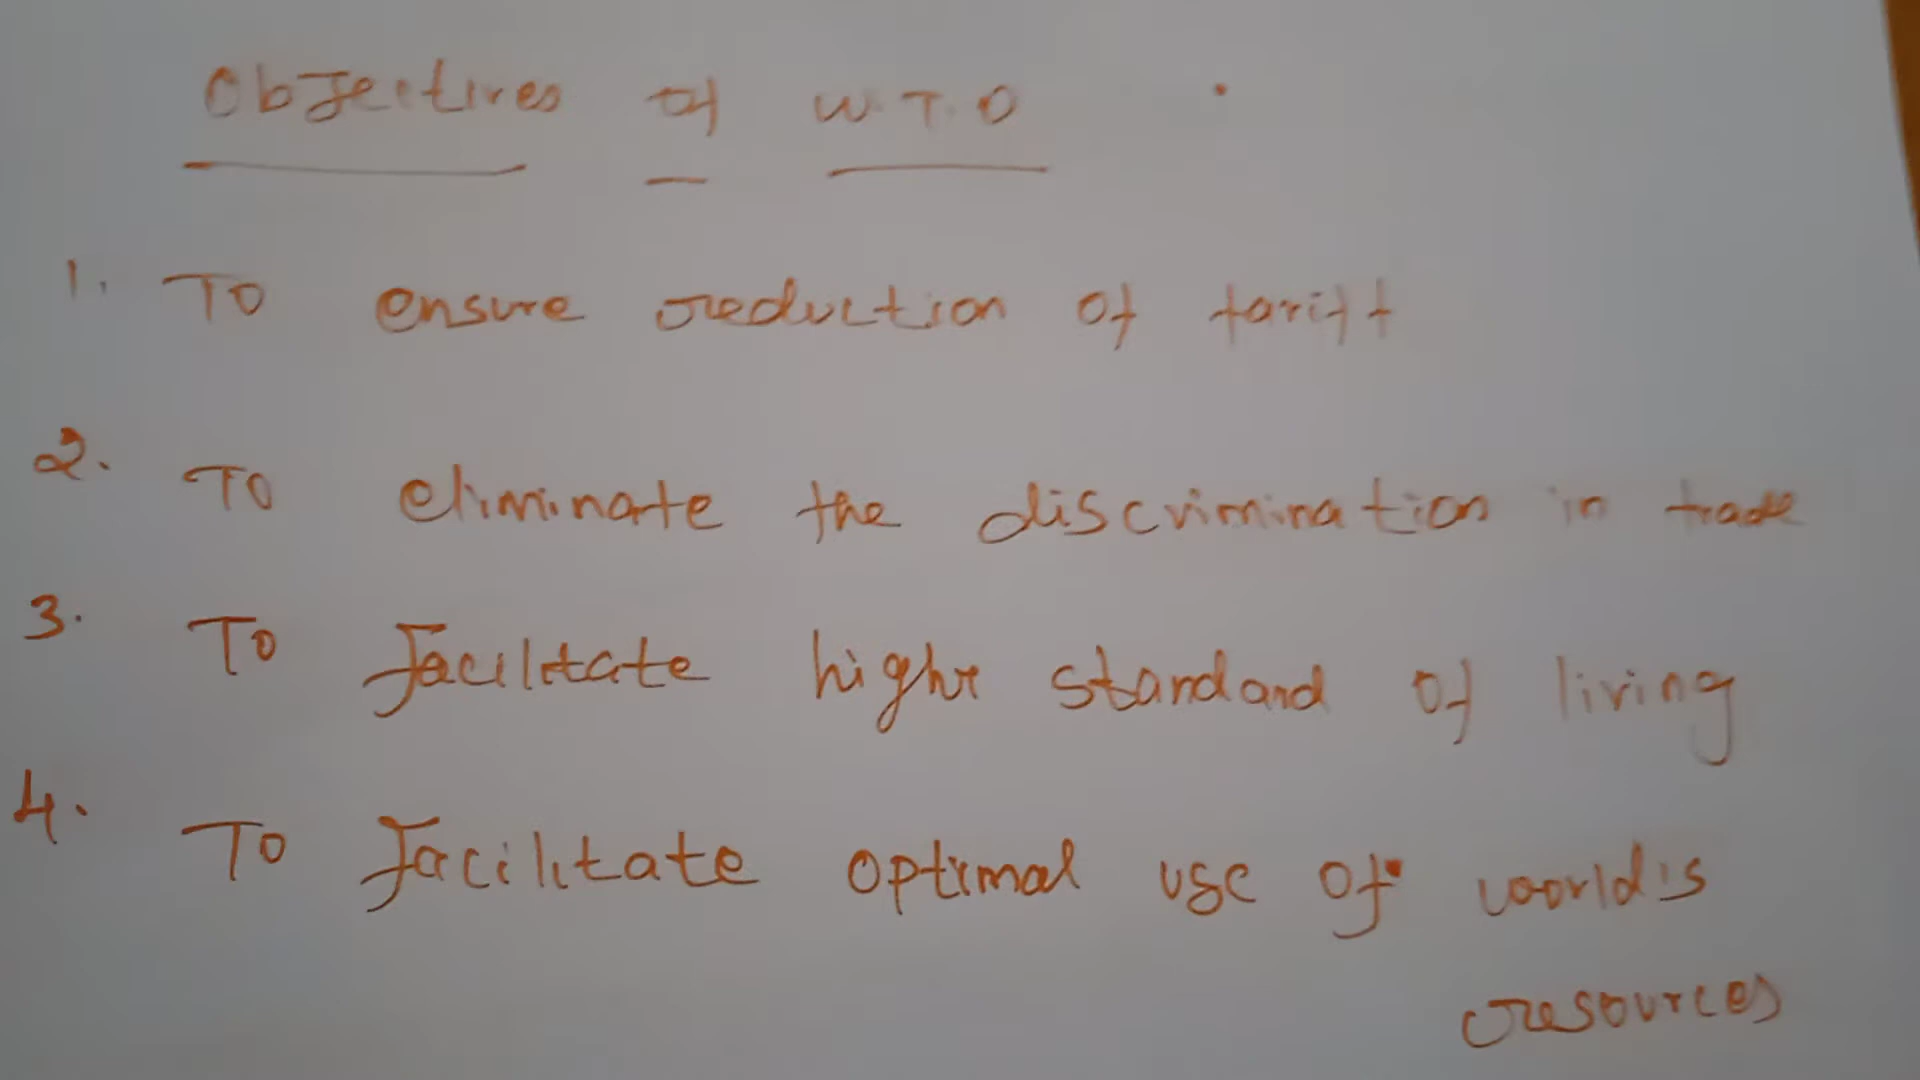 Objectives of W.T.O
1. To ensure reduction of tariff
2. To eliminate the discrimination in trade
3. To facilitate highr standard of living
4. To facilitate optimal use of world's
resources